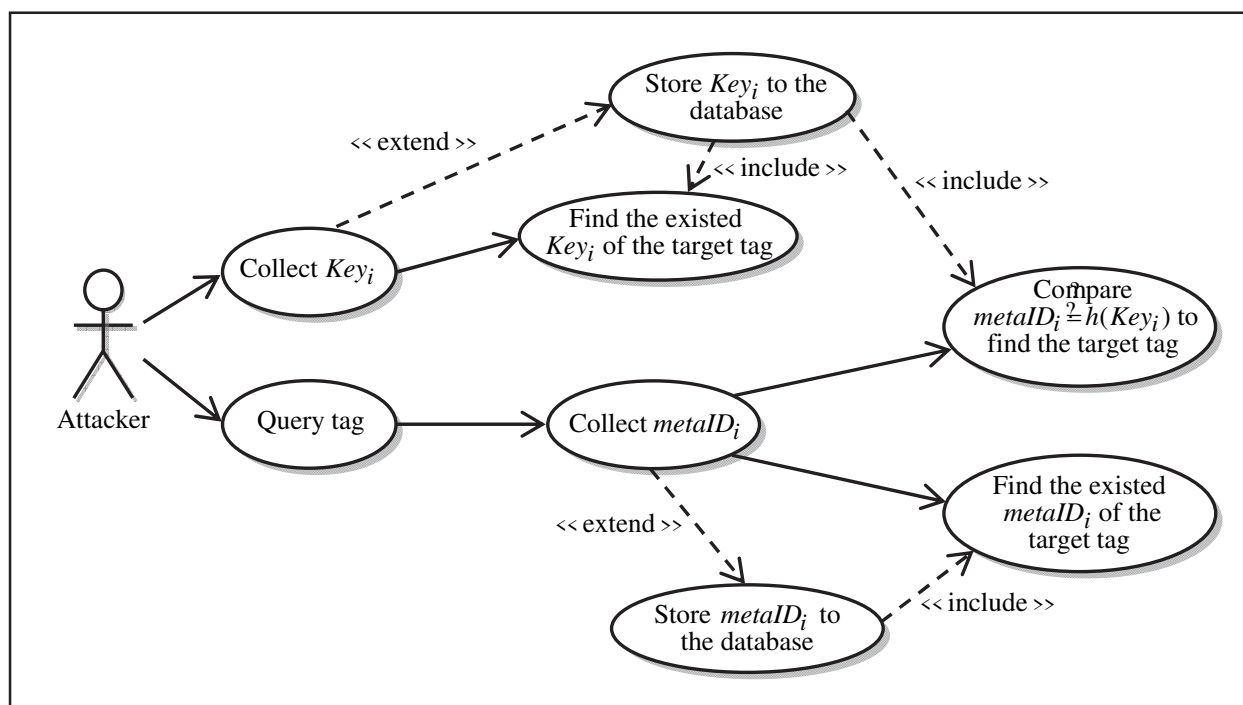 Store Key_i to the
database
<< extend >>
<< include >>
<< include >>
Find the existed
Key_i of the target tag
Collect Key_i
Compare
metaID_i ≟ h(Key_i) to
find the target tag
Attacker
Query tag
Collect metaID_i
Find the existed
metaID_i of the
target tag
<< extend >>
<< include >>
Store metaID_i to
the database